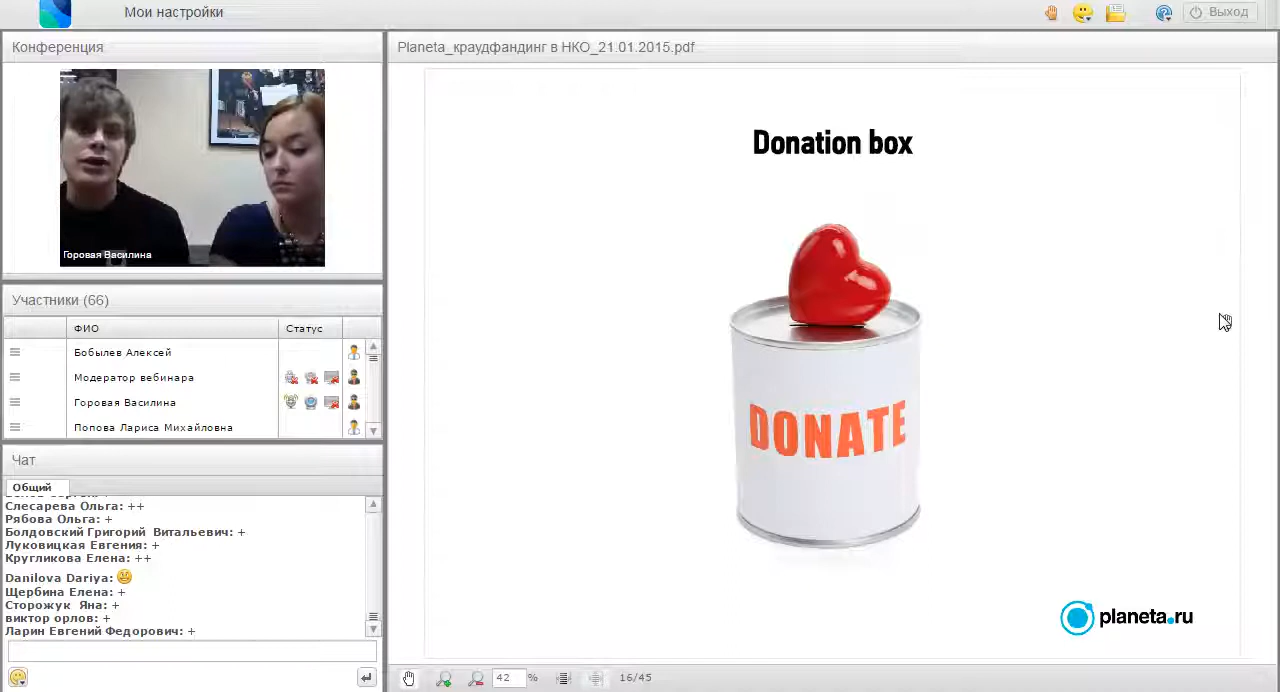 Мои настройки
Выход
Конференция
Горовая Василина
Участники (66)
ФИО
Статус
Бобылев Алексей
Модератор вебинара
Горовая Василина
Попова Лариса Михайловна
Чат
Общий
Слесарева Ольга: ++
Рябова Ольга: +
Болдовский Григорий Витальевич: +
Луковицкая Евгения: +
Кругликова Елена: ++
Danilova Dariya:
Щербина Елена: +
Сторожук Яна: +
виктор орлов: +
Ларин Евгений Федорович: +
Planeta_краудфандинг в НКО_21.01.2015.pdf
Donation box
DONATE
planeta.ru
42 %
16/45